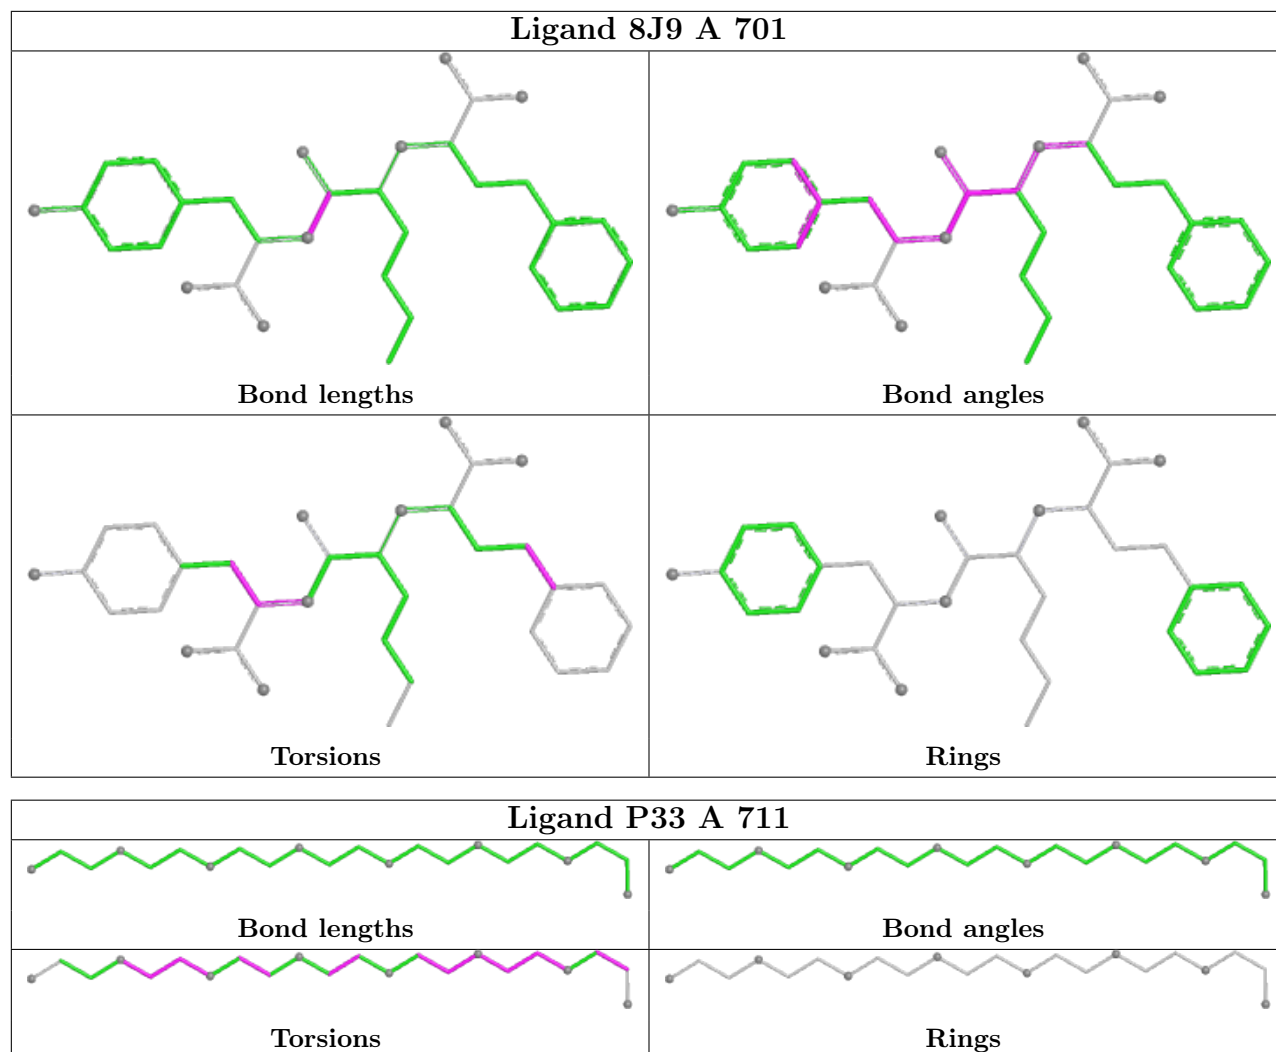 Ligand 8J9 A 701
Bond lengths
Bond angles
Torsions
Rings
Ligand P33 A 711
Bond lengths
Bond angles
Torsions
Rings